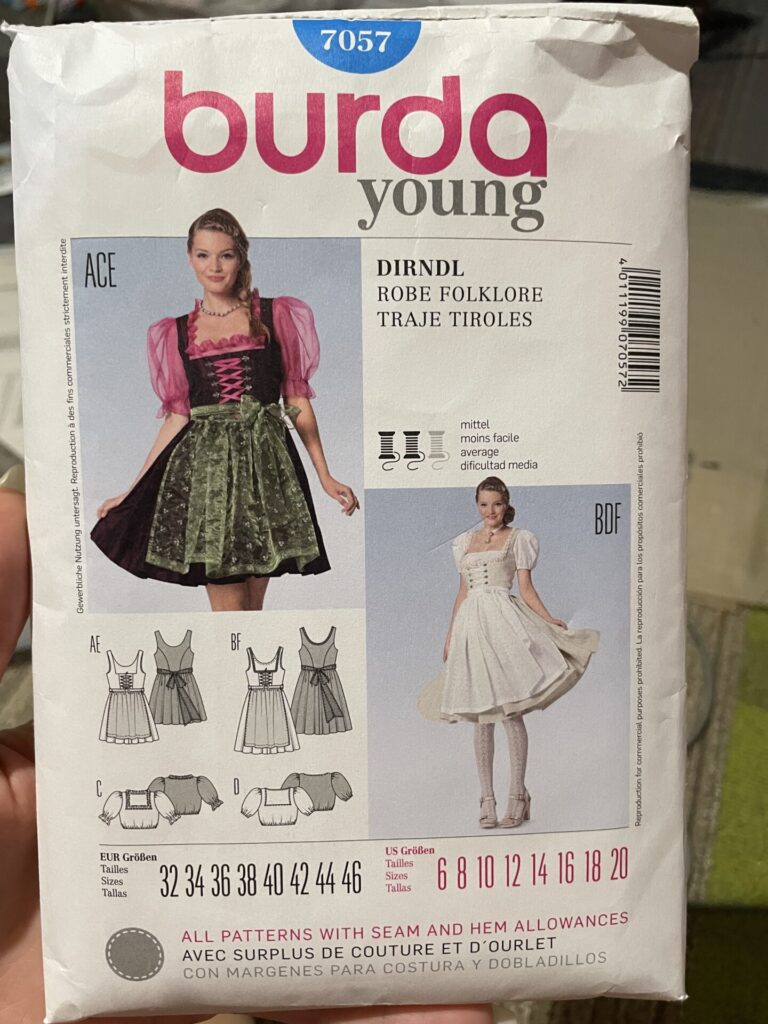 7057
burda
young
ACE
DIRNDL
ROBE FOLKLORE
TRAJE TIROLES
4 011199 070572
mittel
moins facile
average
dificultad media
BDF
Gewerbliche Nutzung untersagt. Reproduction à des fins commerciales strictement interdite
Reproduction for commercial purposes prohibited. La reproducción para los propósitos comerciales prohibió
AE
BF
C
D
EUR Größen
Tailles
Sizes
Tallas
32 34 36 38 40 42 44 46
US Größen
Tailles
Sizes
Tallas
6 8 10 12 14 16 18 20
ALL PATTERNS WITH SEAM AND HEM ALLOWANCES
AVEC SURPLUS DE COUTURE ET D´OURLET
CON MARGENES PARA COSTURA Y DOBLADILLOS